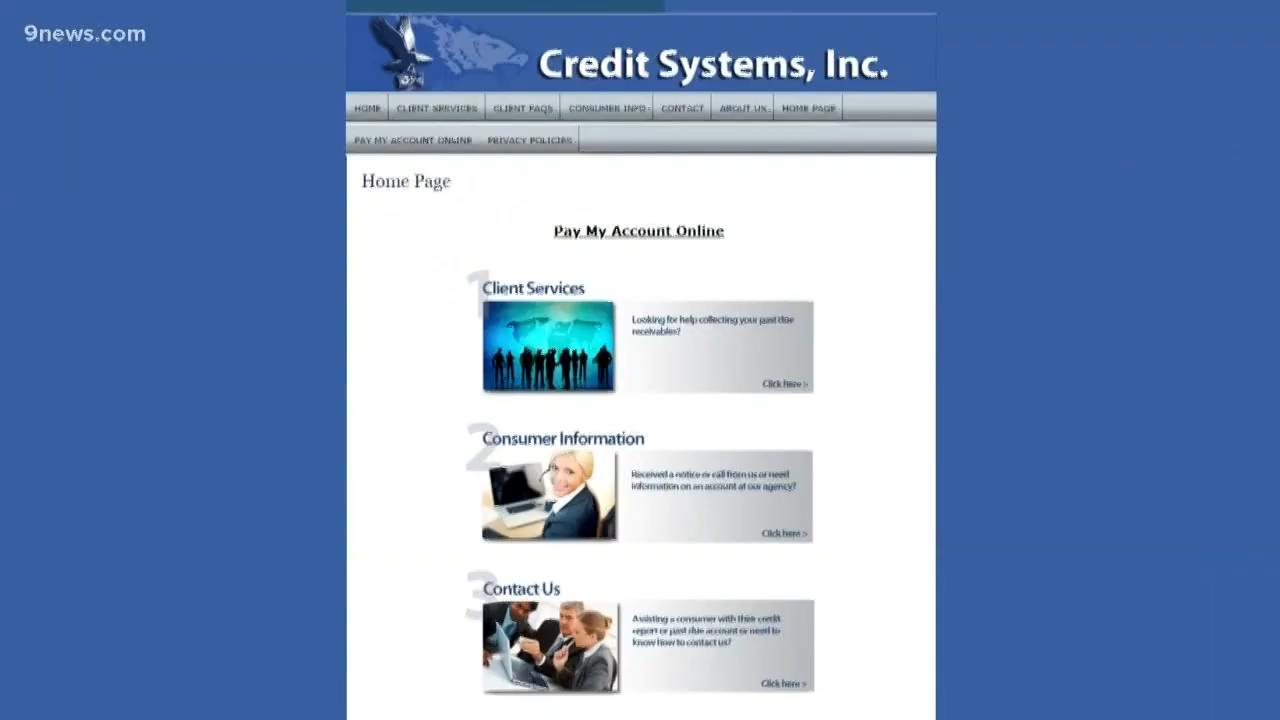 9news.com
Credit Systems, Inc.
HOME CLIENT SERVICES CLIENT FAQS CONSUMER INFO CONTACT ABOUT US HOME PAGE
PAY MY ACCOUNT ONLINE PRIVACY POLICIES
Home Page
Pay My Account Online
1
Client Services
Looking for help collecting your past due
receivables?
Click here >
2
Consumer Information
Received a notice or call from us or need
information on an account at our agency?
Click here >
3
Contact Us
Assisting a consumer with their credit
report or past due account or need to
know how to contact us?
Click here >